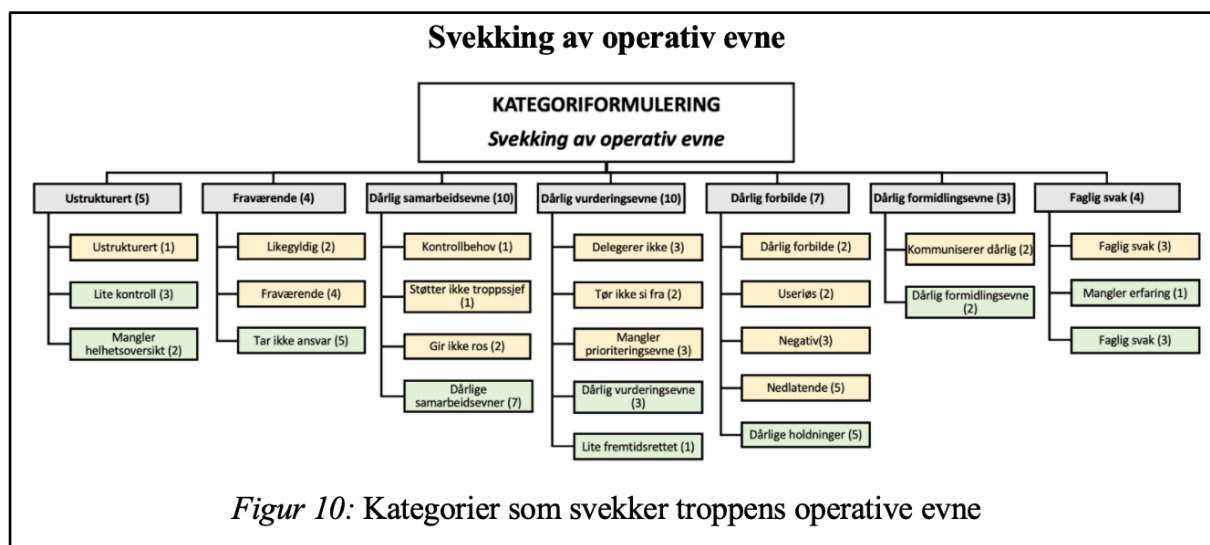 Svekking av operativ evne
KATEGORIFORMULERING
Svekking av operativ evne
Ustrukturert (5)
Ustrukturert (1)
Lite kontroll (3)
Mangler
helhetsoversikt (2)
Fraværende (4)
Likegyldig (2)
Fraværende (4)
Tar ikke ansvar (5)
Dårlig samarbeidsevne (10)
Kontrollbehov (1)
Støtter ikke troppssjef
(1)
Gir ikke ros (2)
Dårlige
samarbeidsevner (7)
Dårlig vurderingsevne (10)
Delegerer ikke (3)
Tør ikke si fra (2)
Mangler
prioriteringsevne (3)
Dårlig vurderingsevne
(3)
Lite fremtidsrettet (1)
Dårlig forbilde (7)
Dårlig forbilde (2)
Useriøs (2)
Negativ(3)
Nedlatende (5)
Dårlige holdninger (5)
Dårlig formidlingsevne (3)
Kommuniserer dårlig (2)
Dårlig formidlingsevne
(2)
Faglig svak (4)
Faglig svak (3)
Mangler erfaring (1)
Faglig svak (3)
Figur 10: Kategorier som svekker troppens operative evne